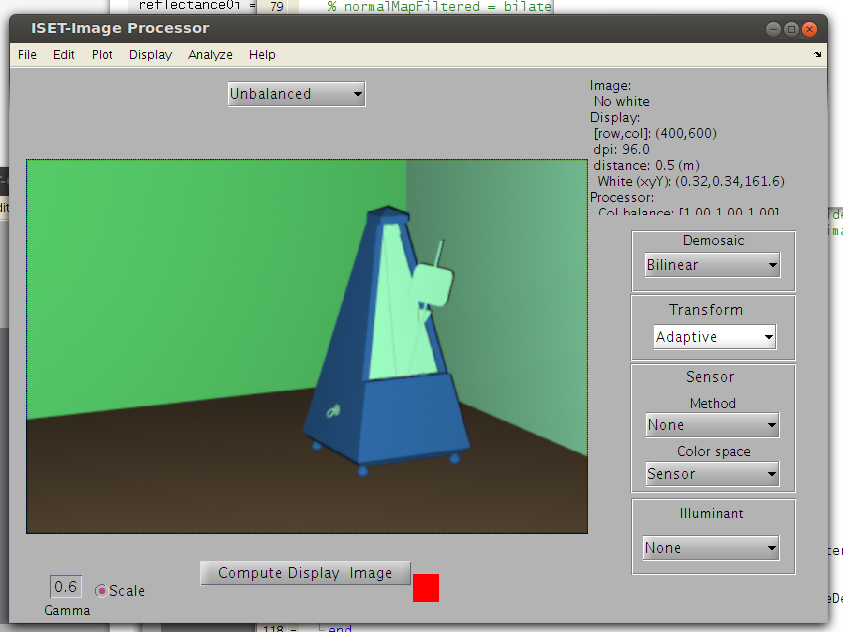 reflectanceOi = 79 % normalMapFiltered = bilate
ISET-Image Processor
File Edit Plot Display Analyze Help
Unbalanced
Image:
No white
Display:
[row,col]: (400,600)
dpi: 96.0
distance: 0.5 (m)
White (xyY): (0.32,0.34,161.6)
Processor:
Col balance: [1.00,1.00,1.00]
Demosaic
Bilinear
Transform
Adaptive
Sensor
Method
None
Color space
Sensor
Illuminant
None
Compute Display Image
0.6 Scale
Gamma
118 - end